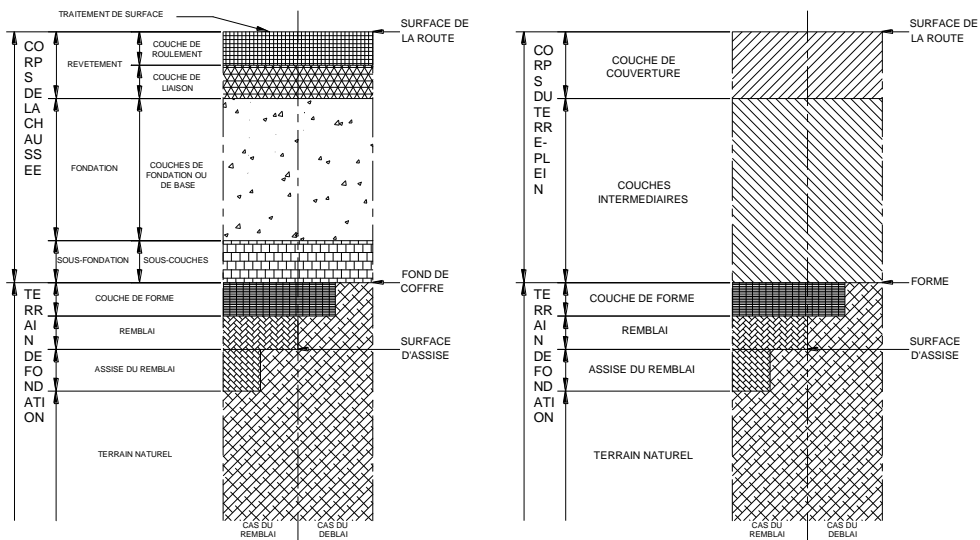 TRAITEMENT DE SURFACE
SURFACE DE
LA ROUTE
CO
RP
S
DE
LA
CH
AU
SS
EE
REVETEMENT
COUCHE DE
ROULEMENT
COUCHE DE
LIAISON
FONDATION
COUCHES DE
FONDATION OU
DE BASE
SOUS-FONDATION
SOUS-COUCHES
FOND DE
COFFRE
TE
RR
AI
N
DE
FO
ND
ATI
ON
COUCHE DE FORME
REMBLAI
SURFACE
D'ASSISE
ASSISE DU REMBLAI
TERRAIN NATUREL
CAS DU
REMBLAI
CAS DU
DEBLAI
SURFACE DE
LA ROUTE
CO
RP
S
DU
TE
RR
E-
PL
EI
N
COUCHE DE
COUVERTURE
COUCHES
INTERMEDIAIRES
FORME
TE
RR
AI
N
DE
FO
ND
ATI
ON
COUCHE DE FORME
REMBLAI
SURFACE
D'ASSISE
ASSISE DU REMBLAI
TERRAIN NATUREL
CAS DU
REMBLAI
CAS DU
DEBLAI